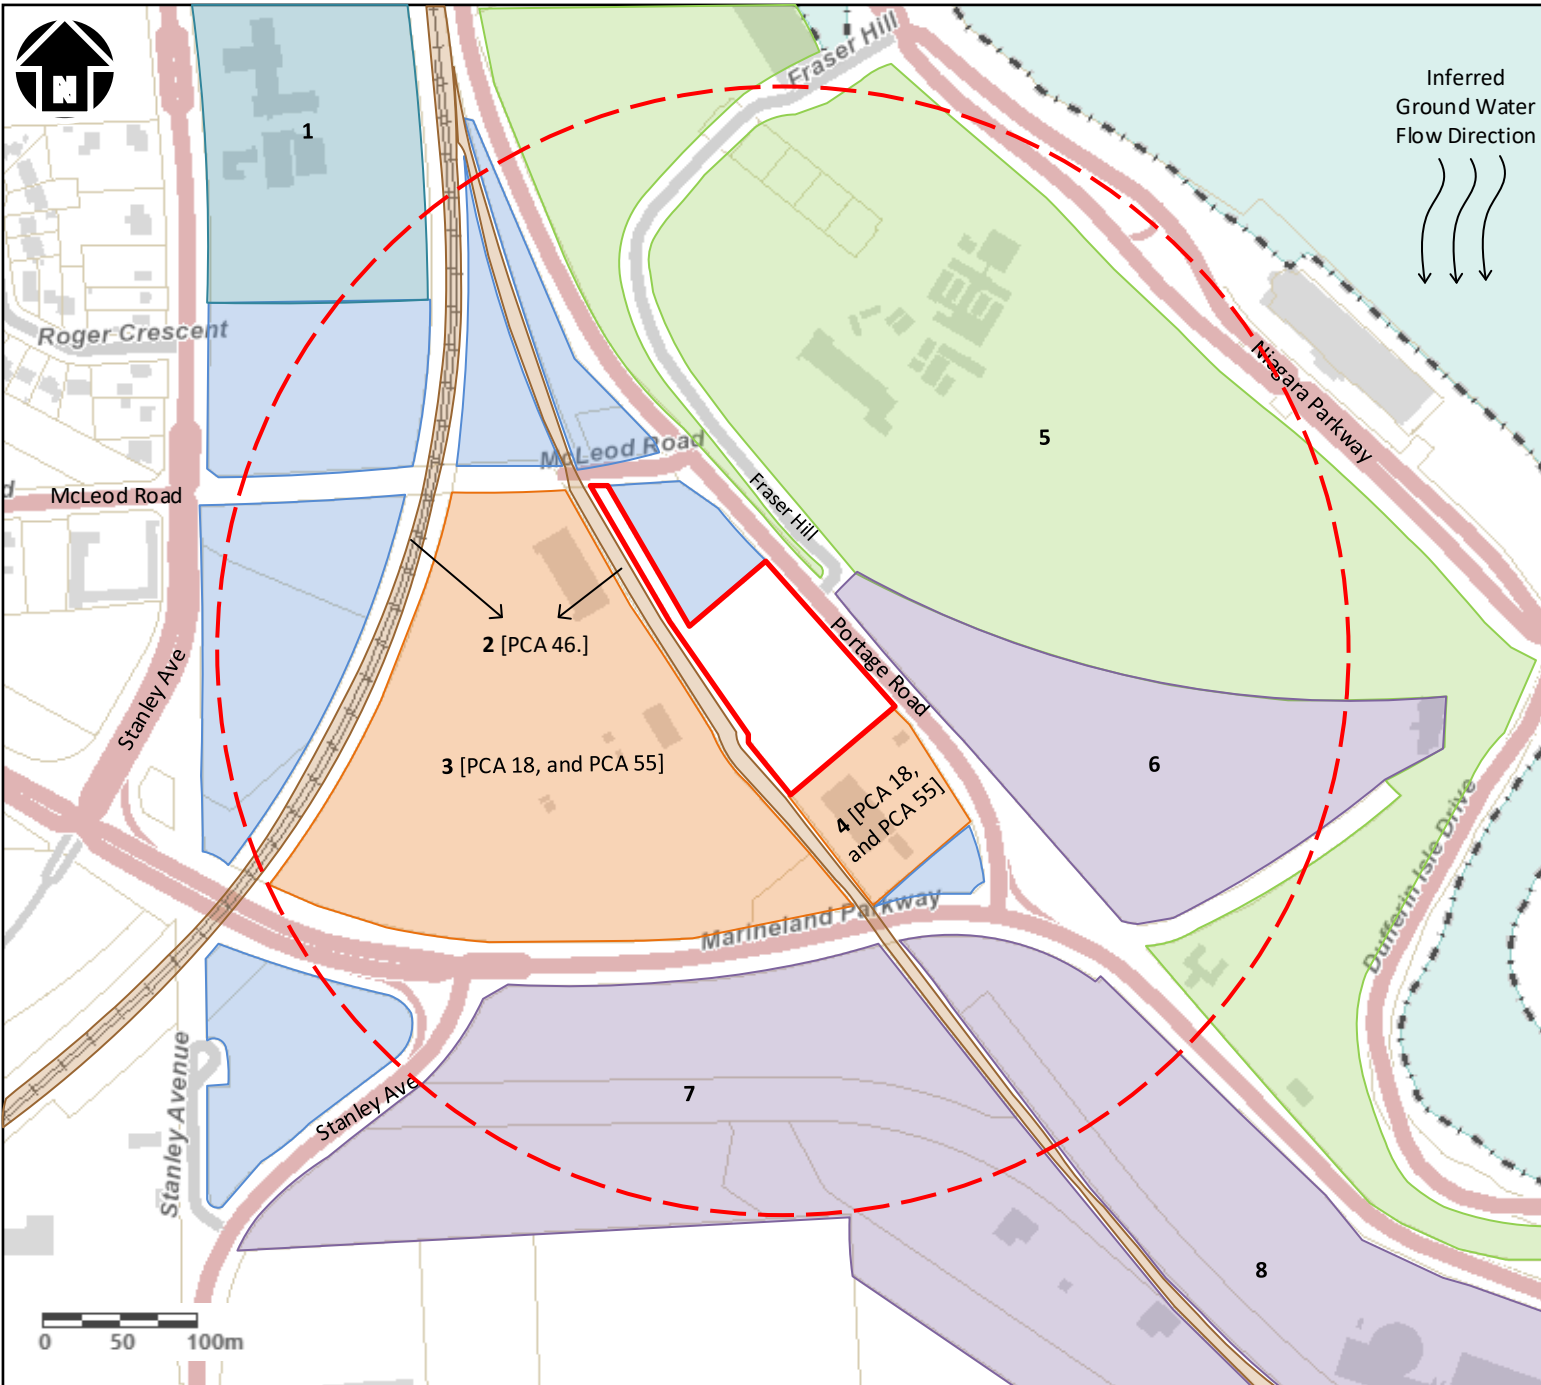 N
Fraser Hill
Inferred
Ground Water
Flow Direction
1
Roger Crescent
Niagara Parkway
5
McLeod Road
d
McLeod Road
Fraser Hill
2 [PCA 46.]
Portage Road
Stanley Ave
3 [PCA 18, and PCA 55]
6
4 [PCA 18,
and PCA 55]
Dufferin Isle Drive
Marineland Parkway
Stanley Avenue
Stanley Ave
7
8
0 50 100m